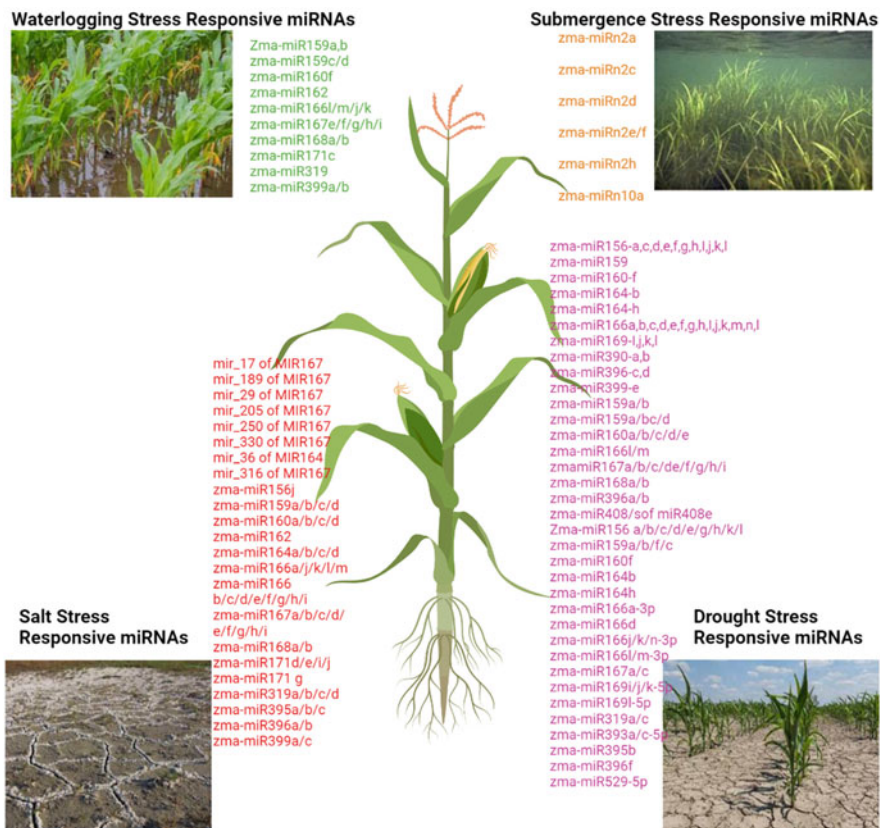 Waterlogging Stress Responsive miRNAs
Zma-miR159a,b
zma-miR159c/d
zma-miR160f
zma-miR162
zma-miR166l/m/j/k
zma-miR167e/f/g/h/i
zma-miR168a/b
zma-miR171c
zma-miR319
zma-miR399a/b
Submergence Stress Responsive miRNAs
zma-miRn2a
zma-miRn2c
zma-miRn2d
zma-miRn2e/f
zma-miRn2h
zma-miRn10a
mir_17 of MIR167
mir_189 of MIR167
mir_29 of MIR167
mir_205 of MIR167
mir_250 of MIR167
mir_330 of MIR167
mir_36 of MIR164
mir_316 of MIR167
zma-miR156j
zma-miR159a/b/c/d
zma-miR160a/b/c/d
zma-miR162
zma-miR164a/b/c/d
zma-miR166a/j/k/l/m
zma-miR166
b/c/d/e/f/g/h/i
zma-miR167a/b/c/d/
e/f/g/h/i
zma-miR168a/b
zma-miR171d/e/i/j
zma-miR171 g
zma-miR319a/b/c/d
zma-miR395a/b/c
zma-miR396a/b
zma-miR399a/c
Salt Stress
Responsive miRNAs
zma-miR156-a,c,d,e,f,g,h,I,j,k,l
zma-miR159
zma-miR160-f
zma-miR164-b
zma-miR164-h
zma-miR166a,b,c,d,e,f,g,h,I,j,k,m,n,l
zma-miR169-I,j,k,l
zma-miR390-a,b
zma-miR396-c,d
zma-miR399-e
zma-miR159a/b
zma-miR159a/bc/d
zma-miR160a/b/c/d/e
zma-miR166l/m
zmamiR167a/b/c/de/f/g/h/i
zma-miR168a/b
zma-miR396a/b
zma-miR408/sof miR408e
Zma-miR156 a/b/c/d/e/g/h/k/l
zma-miR159a/b/f/c
zma-miR160f
zma-miR164b
zma-miR164h
zma-miR166a-3p
zma-miR166d
zma-miR166j/k/n-3p
zma-miR166l/m-3p
zma-miR167a/c
zma-miR169i/j/k-5p
zma-miR169l-5p
zma-miR319a/c
zma-miR393a/c-5p
zma-miR395b
zma-miR396f
zma-miR529-5p
Drought Stress
Responsive miRNAs